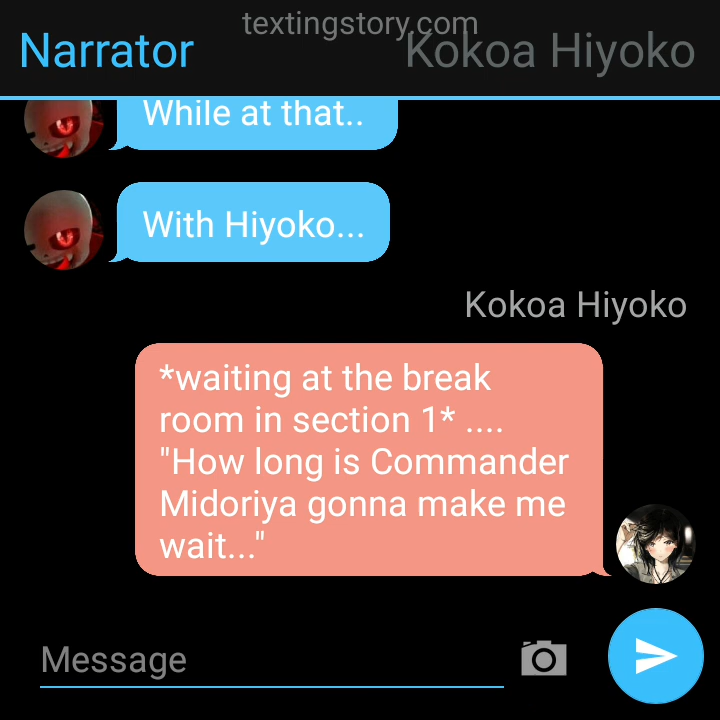 textingstory.com
Narrator
Kokoa Hiyoko
While at that..
With Hiyoko...
Kokoa Hiyoko
*waiting at the break
room in section 1* ....
"How long is Commander
Midoriya gonna make me
wait..."
Message